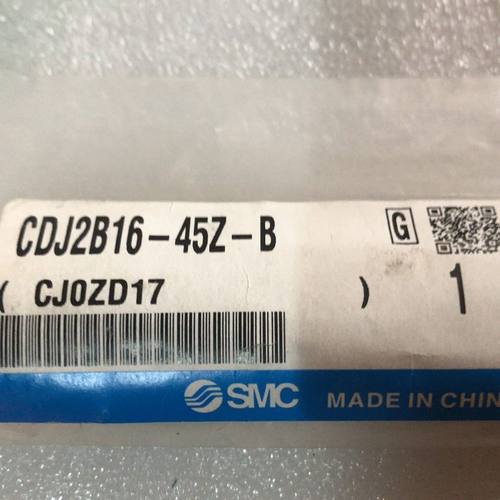 CDJ2B16-45Z-B G
( CJ0ZD17 ) 1
SMC MADE IN CHIN